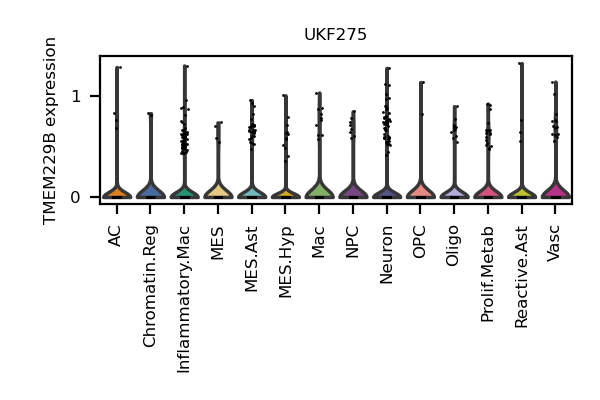 UKF275
TMEM229B expression
1
0
AC
Chromatin.Reg
Inflammatory.Mac
MES
MES.Ast
MES.Hyp
Mac
NPC
Neuron
OPC
Oligo
Prolif.Metab
Reactive.Ast
Vasc